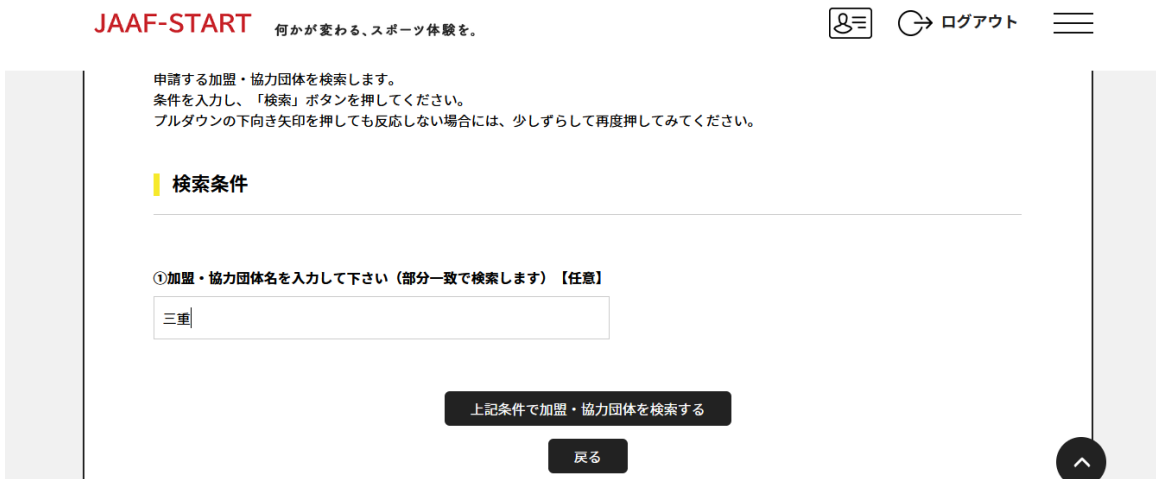 JAAF-START 何かが変わる、スポーツ体験を。 ログアウト
申請する加盟・協力団体を検索します。
条件を入力し、「検索」ボタンを押してください。
プルダウンの下向き矢印を押しても反応しない場合には、少しずらして再度押してみてください。
検索条件
①加盟・協力団体名を入力して下さい（部分一致で検索します）【任意】
三重
上記条件で加盟・協力団体を検索する
戻る